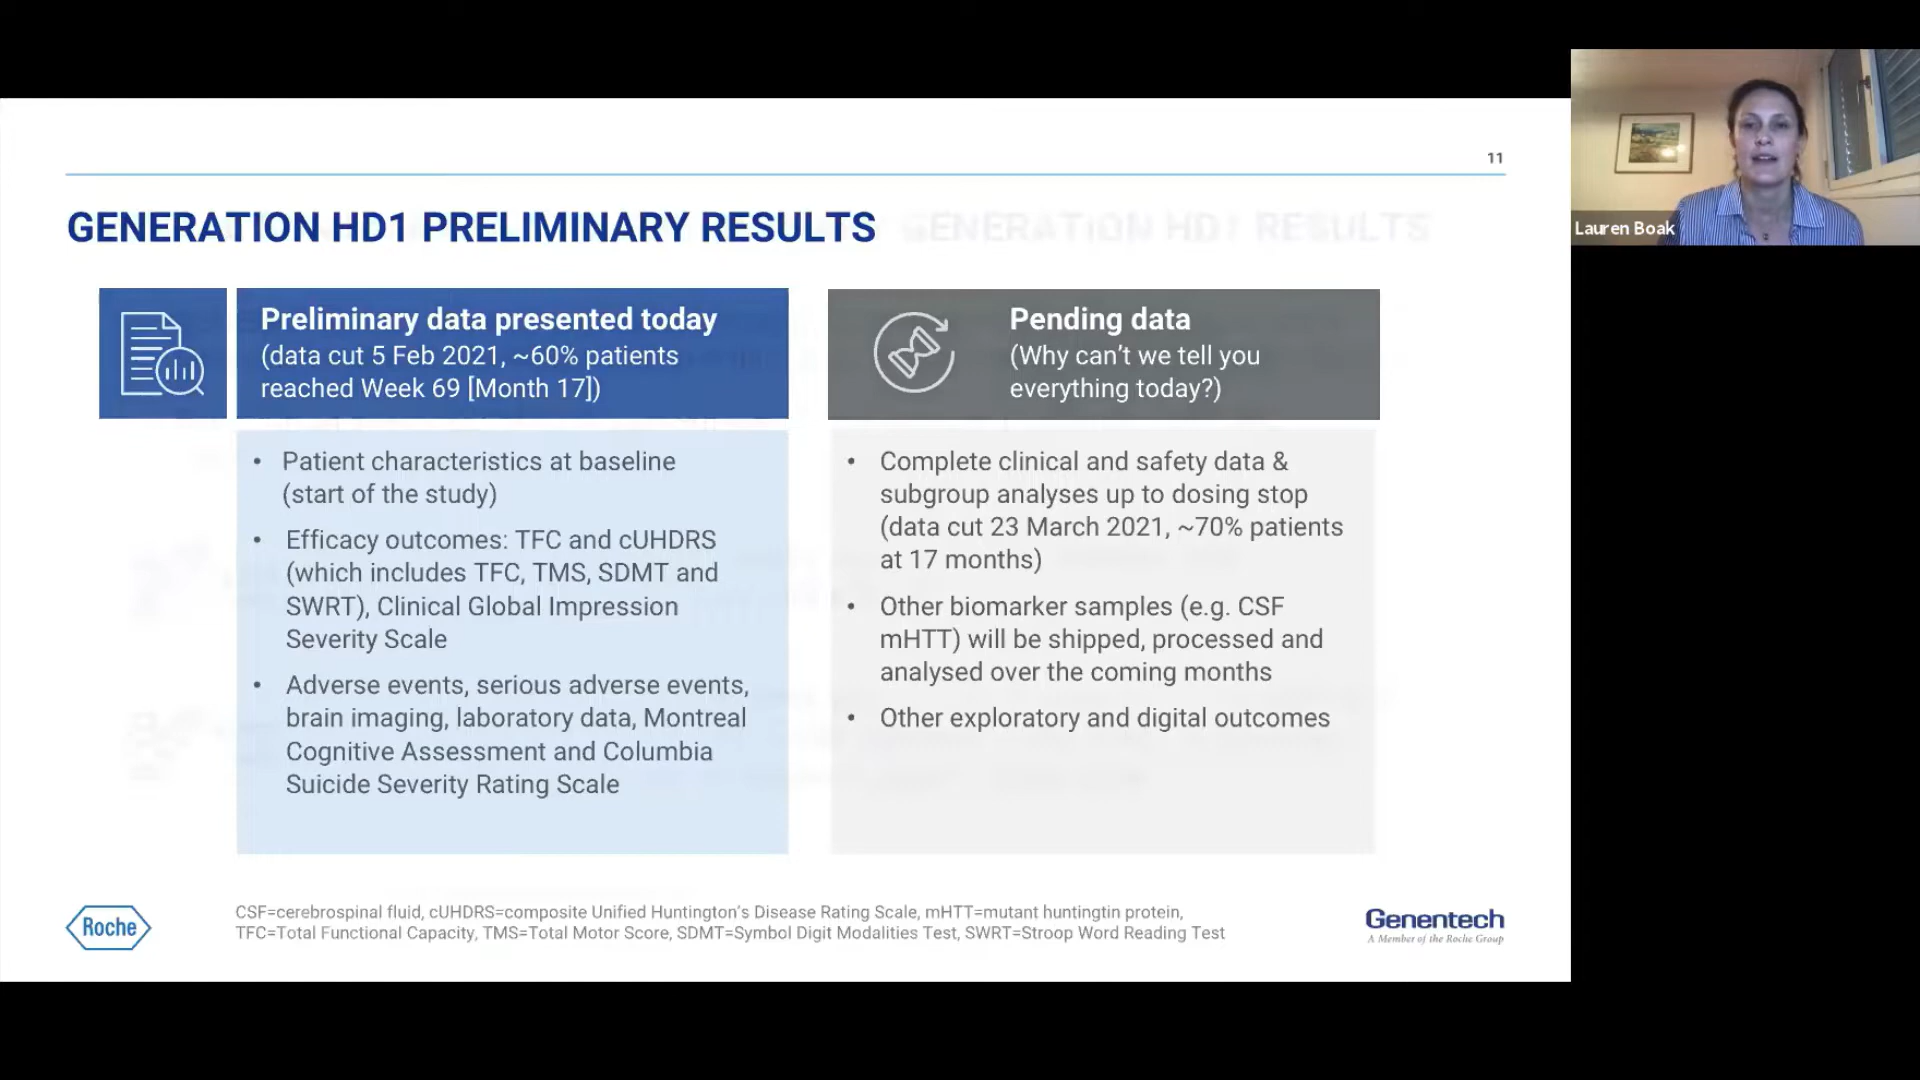 11
GENERATION HD1 PRELIMINARY RESULTS
GENERATION HD1 RESULTS
Preliminary data presented today
(data cut 5 Feb 2021, ~60% patients
reached Week 69 [Month 17])
• Patient characteristics at baseline
(start of the study)
• Efficacy outcomes: TFC and cUHDRS
(which includes TFC, TMS, SDMT and
SWRT), Clinical Global Impression
Severity Scale
• Adverse events, serious adverse events,
brain imaging, laboratory data, Montreal
Cognitive Assessment and Columbia
Suicide Severity Rating Scale
Pending data
(Why can't we tell you
everything today?)
• Complete clinical and safety data &
subgroup analyses up to dosing stop
(data cut 23 March 2021, ~70% patients
at 17 months)
• Other biomarker samples (e.g. CSF
mHTT) will be shipped, processed and
analysed over the coming months
• Other exploratory and digital outcomes
Roche
CSF=cerebrospinal fluid, cUHDRS=composite Unified Huntington's Disease Rating Scale, mHTT=mutant huntingtin protein,
TFC=Total Functional Capacity, TMS=Total Motor Score, SDMT=Symbol Digit Modalities Test, SWRT=Stroop Word Reading Test
Genentech
A Member of the Roche Group
Lauren Boak